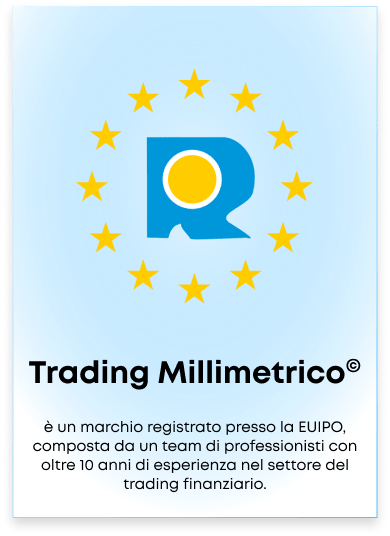 Trading Millimetrico©
è un marchio registrato presso la EUIPO,
composta da un team di professionisti con
oltre 10 anni di esperienza nel settore del
trading finanziario.